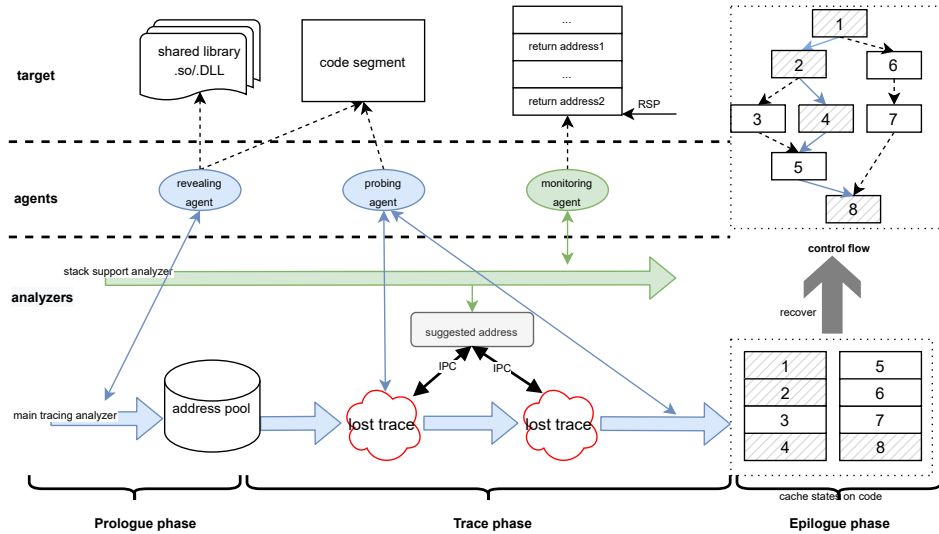 target
shared library
.so/.DLL
code segment
...
return address1
...
return address2
RSP
1
2
6
3
4
7
5
8
agents
revealing
agent
probing
agent
monitoring
agent
control flow
stack support analyzer
analyzers
recover
suggested address
IPC
IPC
main tracing analyzer
address pool
lost trace
lost trace
1
2
3
4
5
6
7
8
cache states on code
Prologue phase
Trace phase
Epilogue phase